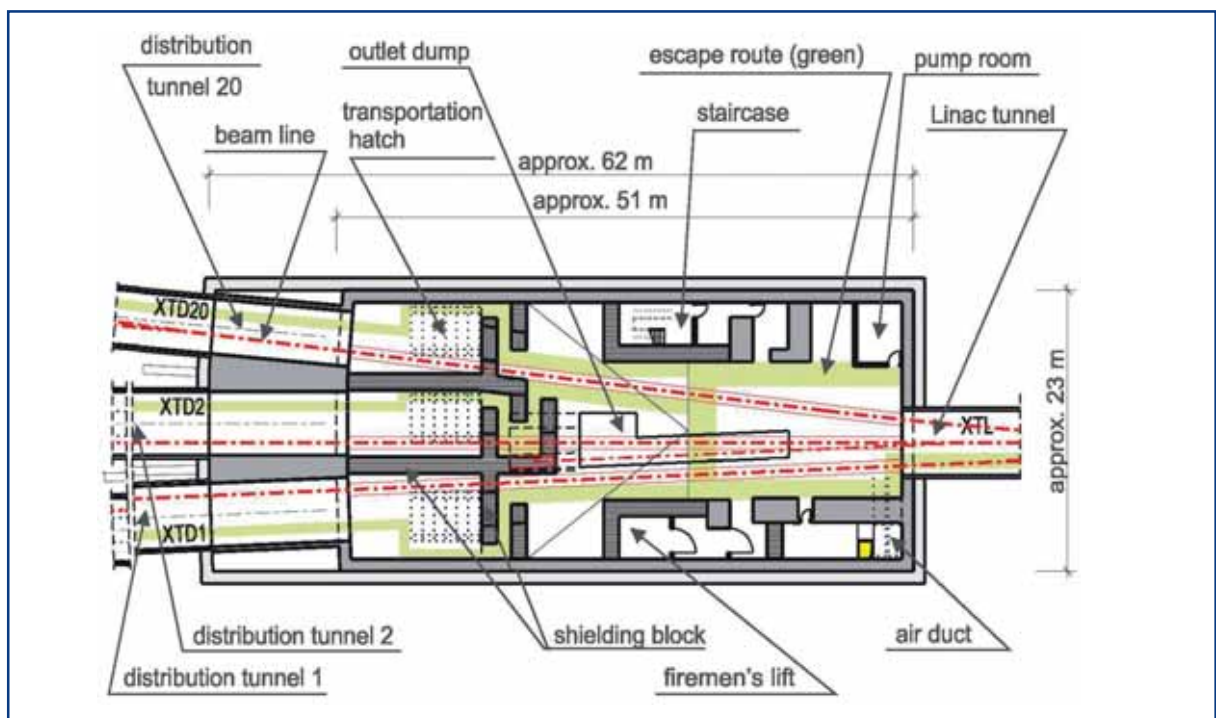 distribution
tunnel 20
beam line
outlet dump
transportation
hatch
escape route (green)
staircase
pump room
Linac tunnel
approx. 62 m
approx. 51 m
XTD20
XTD2
XTD1
XTL
approx. 23 m
distribution tunnel 2
distribution tunnel 1
shielding block
firemen's lift
air duct